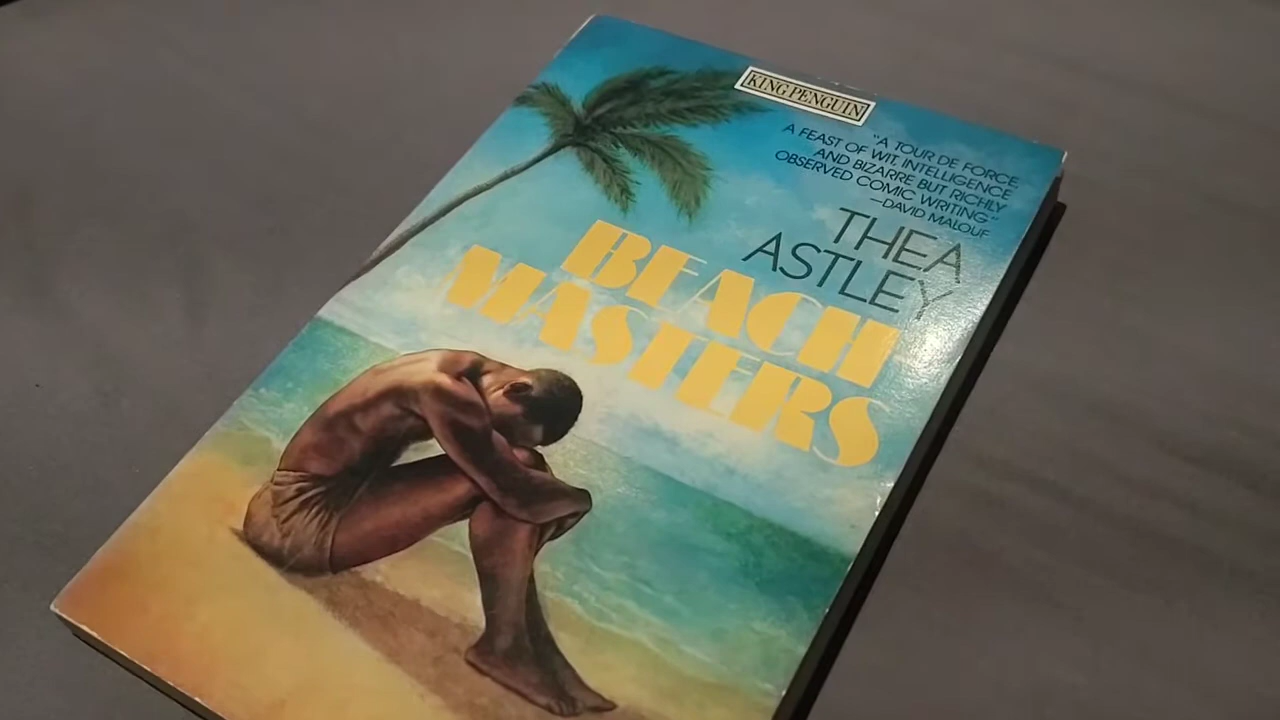 KING PENGUIN
"A TOUR DE FORCE,
A FEAST OF WIT, INTELLIGENCE
AND BIZARRE BUT RICHLY
OBSERVED COMIC WRITING"
—DAVID MALOUF
THEA
ASTLEY
BEACH
MASTERS